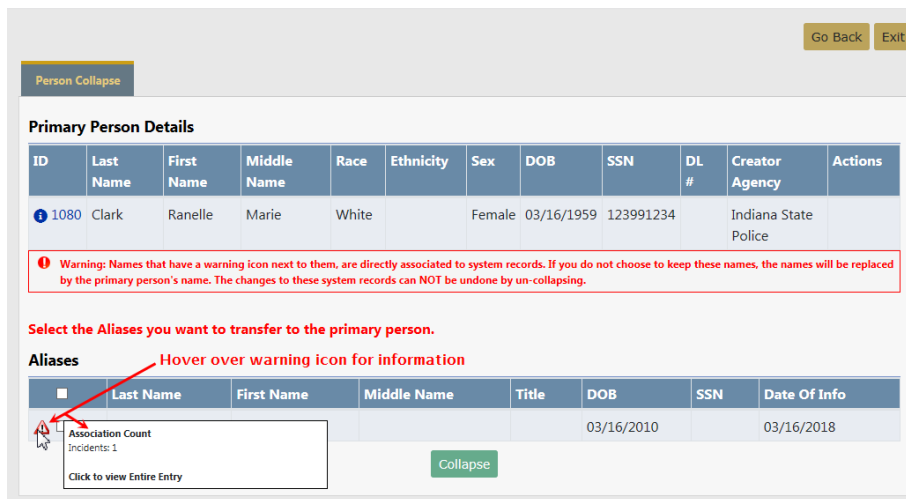 Go Back Exit
Person Collapse
Primary Person Details
ID Last Name First Name Middle Name Race Ethnicity Sex DOB SSN DL # Creator Agency Actions
1080 Clark Ranelle Marie White Female 03/16/1959 123991234 Indiana State Police
Warning: Names that have a warning icon next to them, are directly associated to system records. If you do not choose to keep these names, the names will be replaced
by the primary person's name. The changes to these system records can NOT be undone by un-collapsing.
Select the Aliases you want to transfer to the primary person.
Aliases
Hover over warning icon for information
Last Name First Name Middle Name Title DOB SSN Date Of Info
03/16/2010 03/16/2018
Association Count
Incidents: 1
Click to view Entire Entry
Collapse